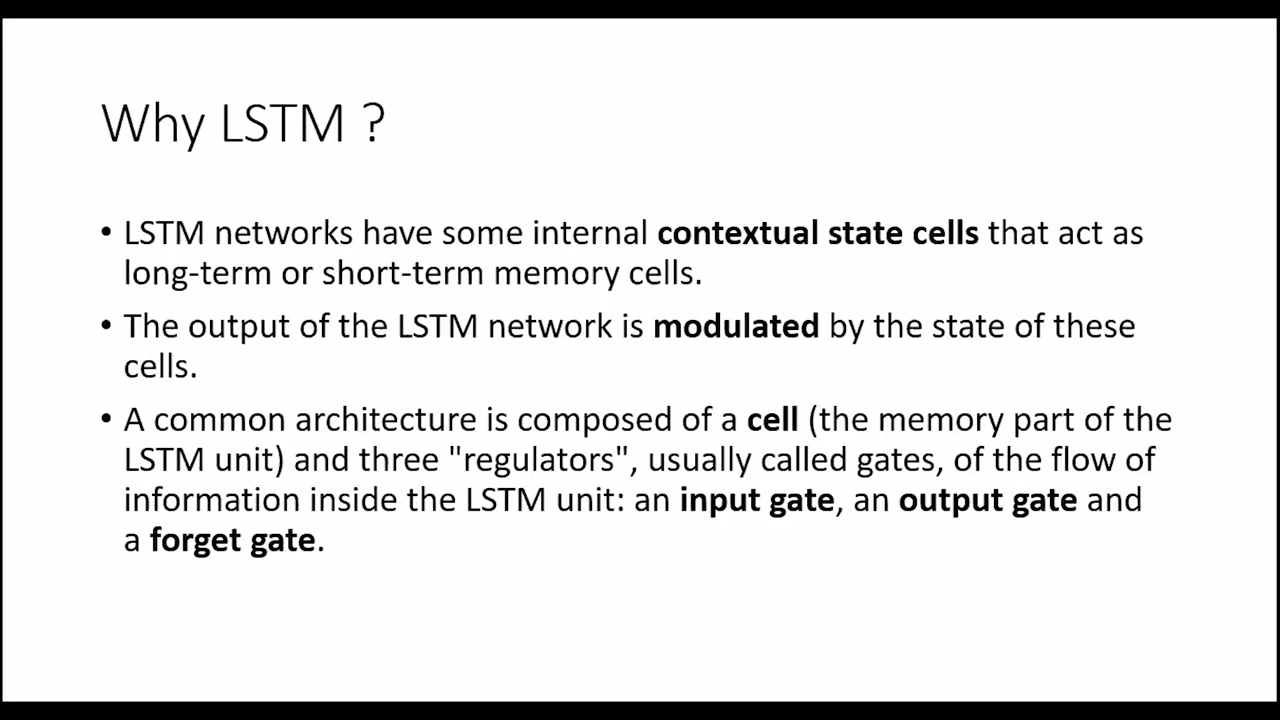 Why LSTM ?
• LSTM networks have some internal contextual state cells that act as
long-term or short-term memory cells.
• The output of the LSTM network is modulated by the state of these
cells.
• A common architecture is composed of a cell (the memory part of the
LSTM unit) and three "regulators", usually called gates, of the flow of
information inside the LSTM unit: an input gate, an output gate and
a forget gate.